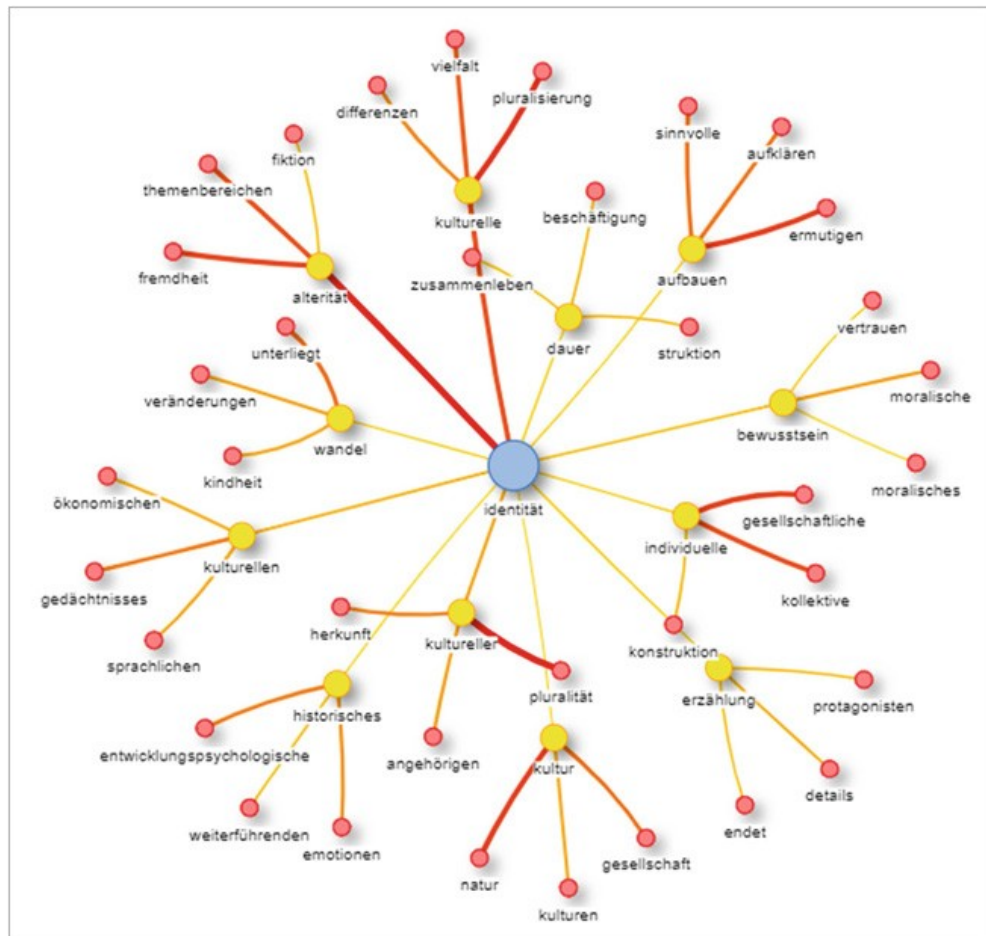 vielfalt
pluralisierung
differenzen
sinnvolle
aufklären
fiktion
themenbereichen
kulturelle
beschäftigung
ermutigen
fremdheit
alterität
zusammenleben
aufbauen
unterliegt
dauer
struktion
vertrauen
veränderungen
moralische
wandel
bewusstsein
kindheit
moralisches
ökonomischen
identität
gesellschaftliche
individuelle
kulturellen
gedächtnisses
kollektive
herkunft
kultureller
konstruktion
sprachlichen
pluralität
erzählung
protagonisten
historisches
entwicklungspsychologische
angehörigen
kultur
details
weiterführenden
endet
emotionen
gesellschaft
natur
kulturen